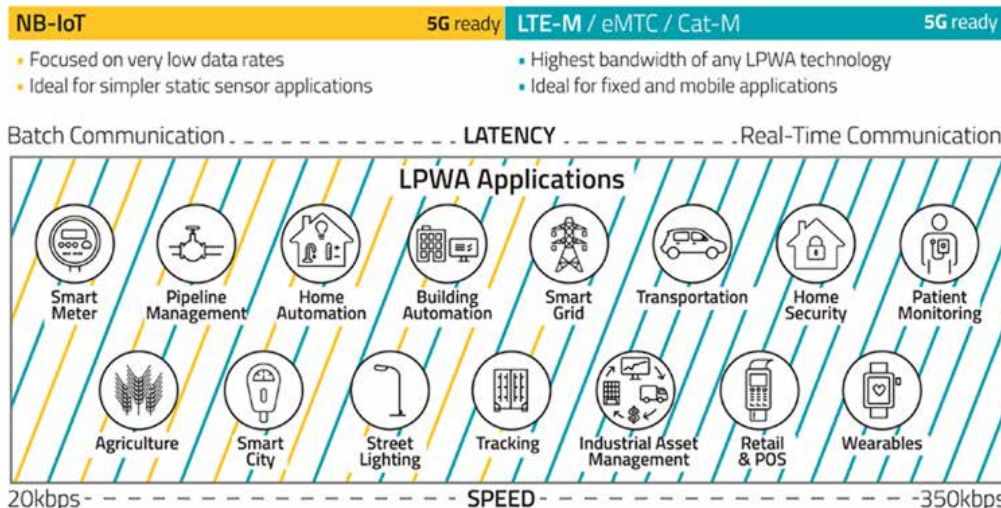 NB-IoT 5G ready
LTE-M / eMTC / Cat-M 5G ready
▪ Focused on very low data rates
▪ Ideal for simpler static sensor applications
▪ Highest bandwidth of any LPWA technology
▪ Ideal for fixed and mobile applications
Batch Communication LATENCY Real-Time Communication
LPWA Applications
Smart
Meter
Pipeline
Management
Home
Automation
Building
Automation
Smart
Grid
Transportation
Home
Security
Patient
Monitoring
Agriculture
Smart
City
Street
Lighting
Tracking
Industrial Asset
Management
Retail
& POS
Wearables
20kbps SPEED 350kbps